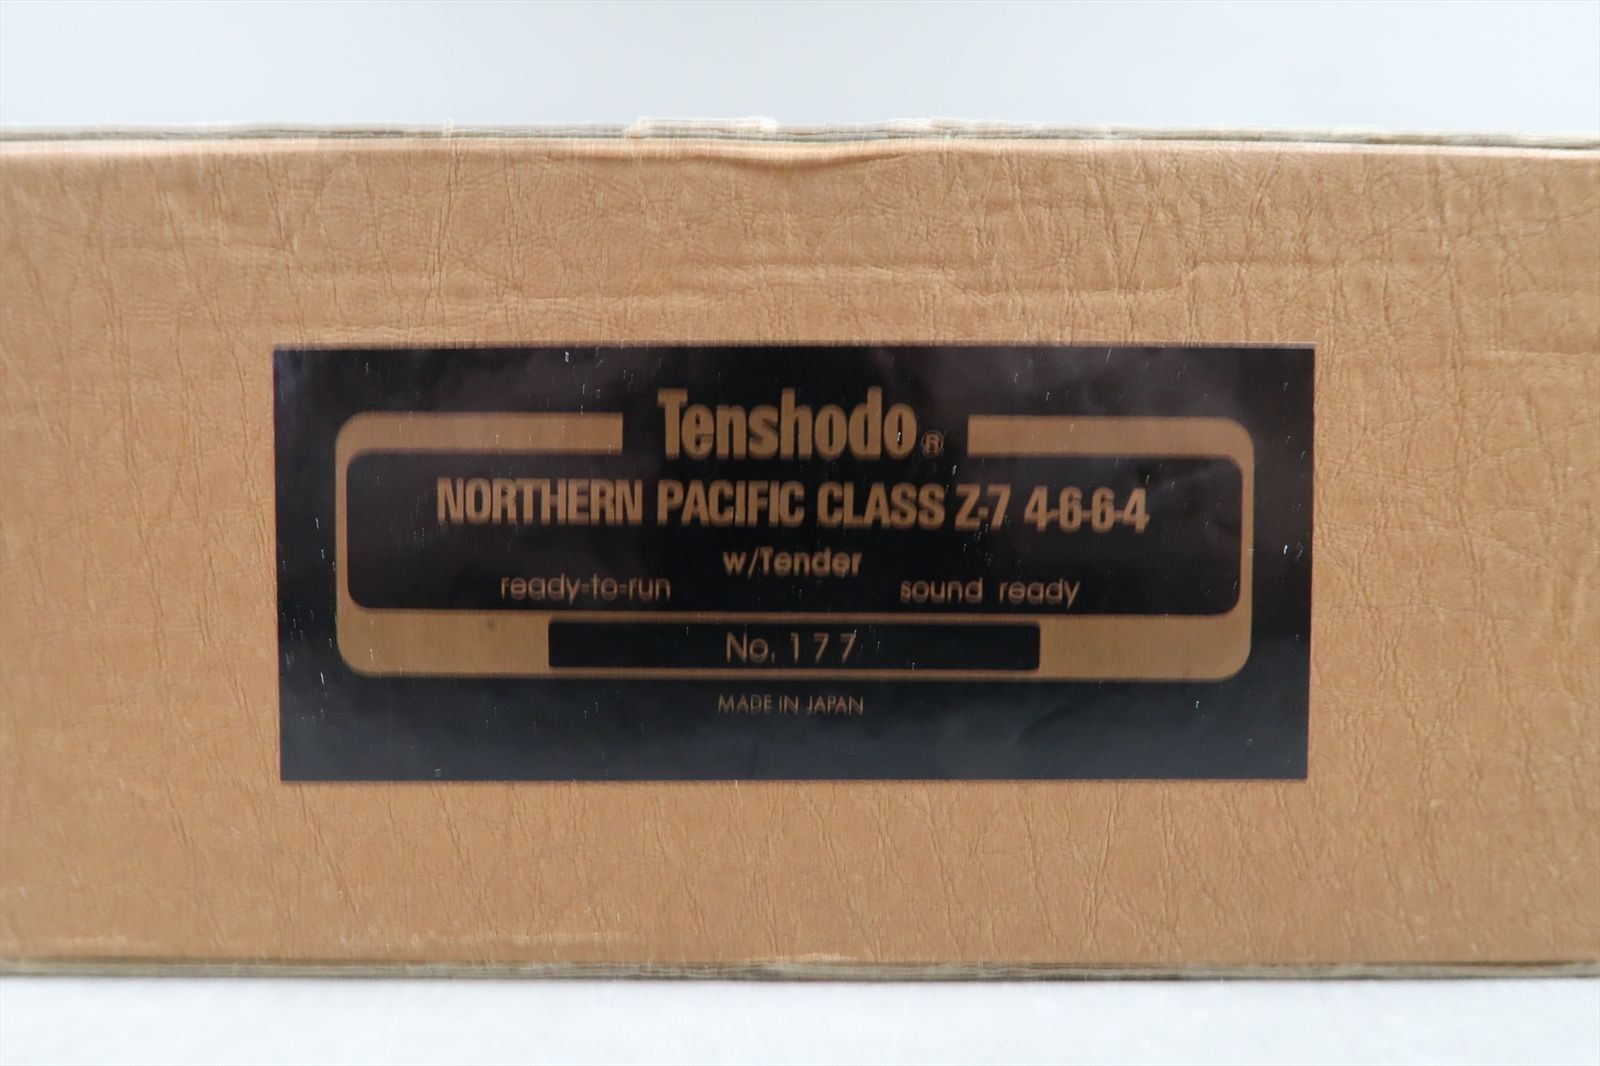 Tenshodo®
NORTHERN PACIFIC CLASS Z-7 4-6-6-4
w/Tender
ready-to-run sound ready
No. 177
MADE IN JAPAN